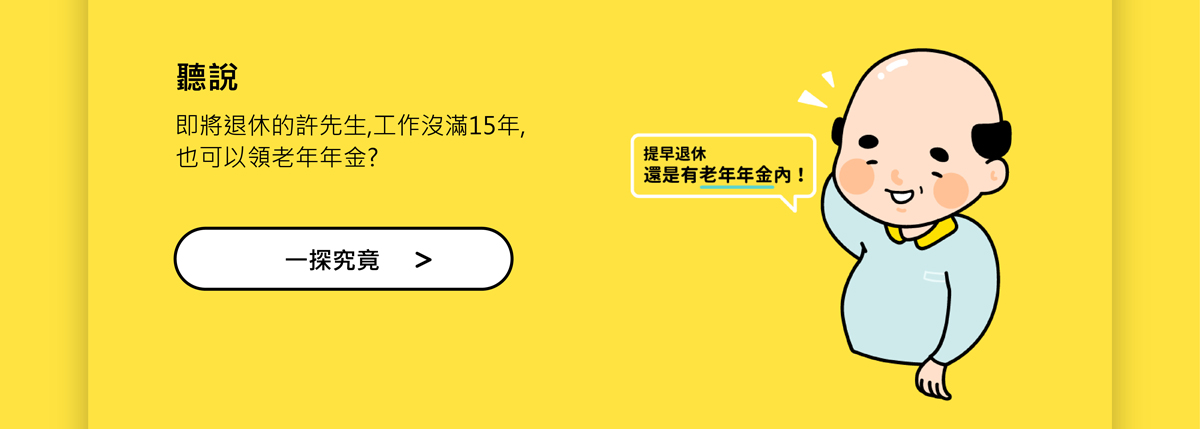 聽說
即將退休的許先生,工作沒滿15年,
也可以領老年年金?
一探究竟 >
提早退休
還是有老年年金內！